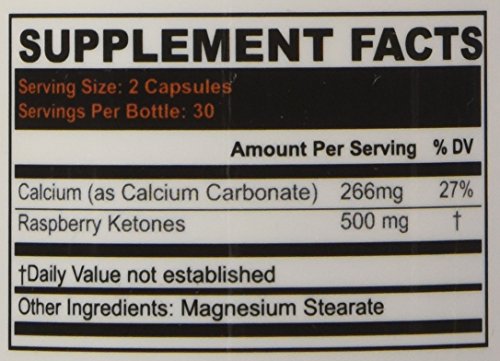 SUPPLEMENT FACTS
Serving Size: 2 Capsules
Servings Per Bottle: 30
Amount Per Serving % DV
Calcium (as Calcium Carbonate) 266mg 27%
Raspberry Ketones 500 mg †
†Daily Value not established
Other Ingredients: Magnesium Stearate